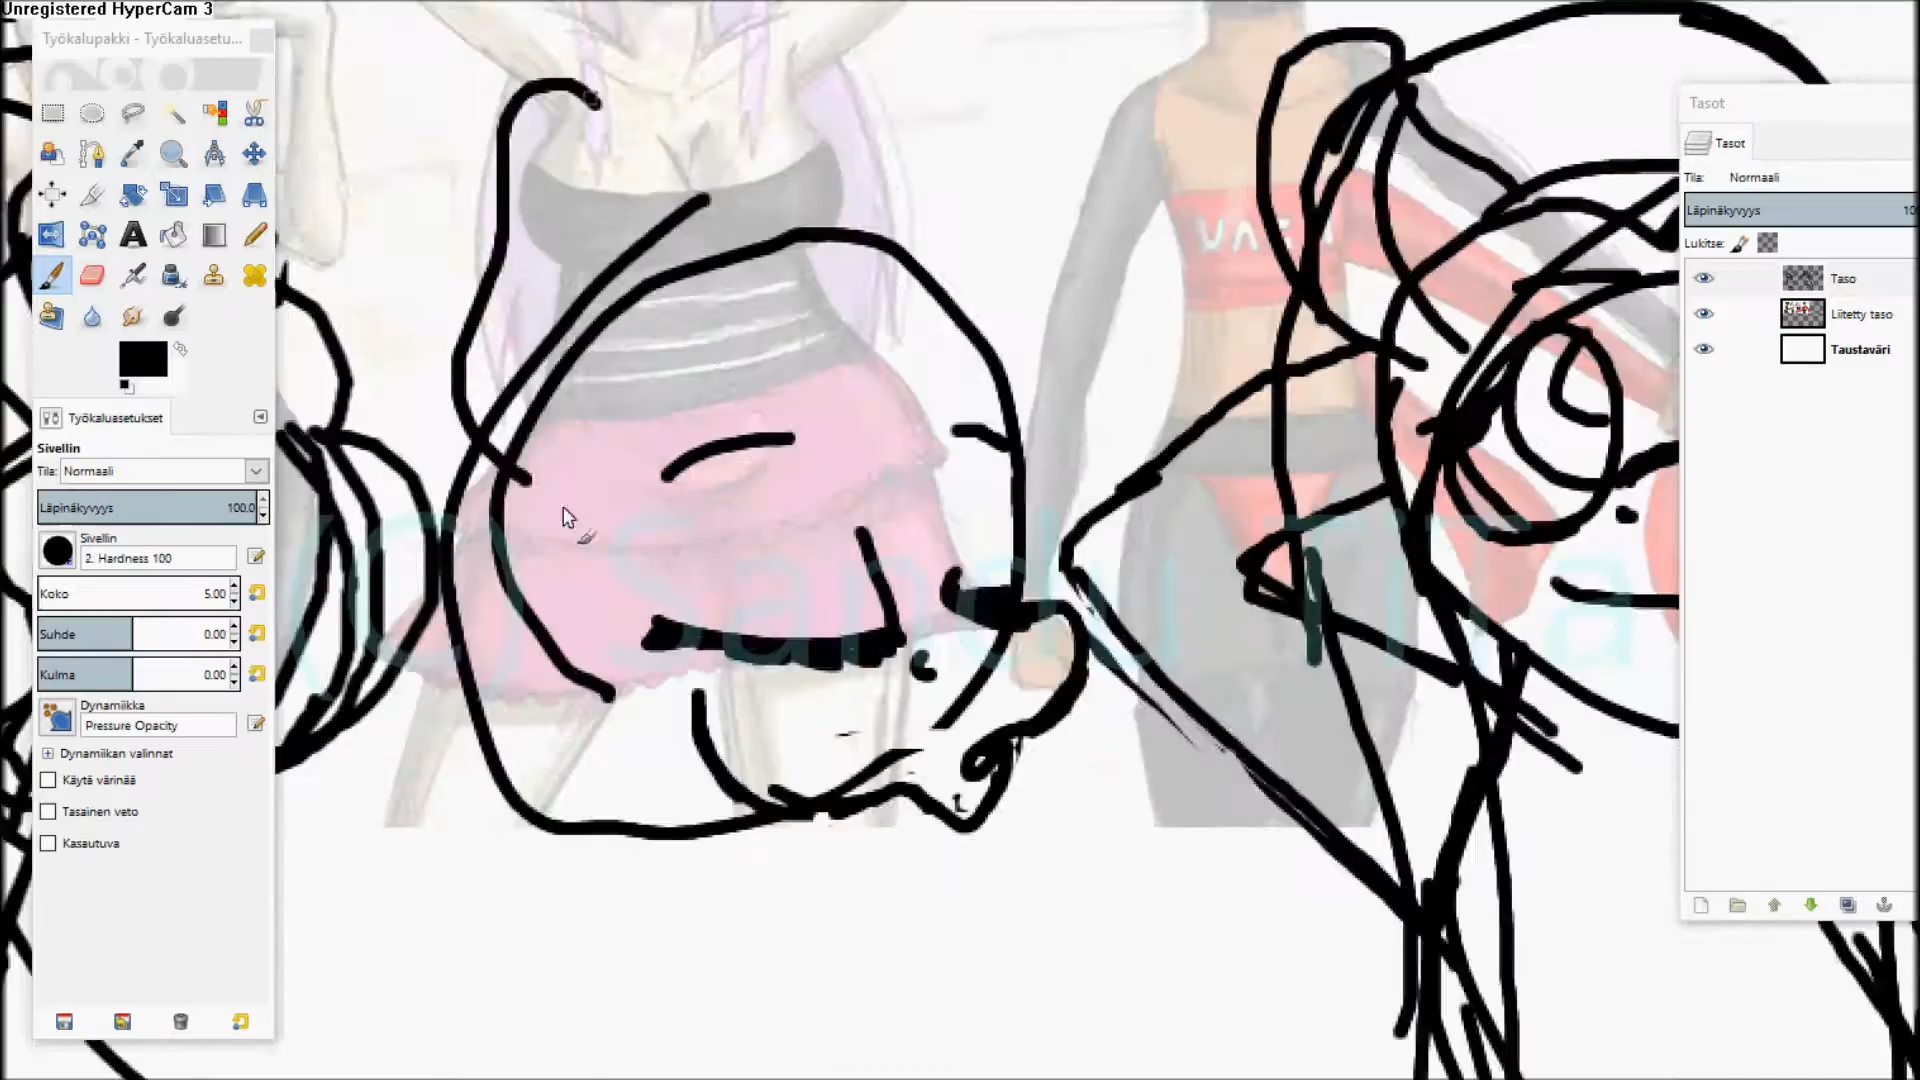 Unregistered HyperCam 3
Työkalupakki - Työkaluasetu...
Työkaluasetukset
Sivellin
Tila: Normaali
Läpinäkyvyys 100.0
Sivellin
2. Hardness 100
Koko 5.00
Suhde 0.00
Kulma 0.00
Dynamiikka
Pressure Opacity
Dynamiikan valinnat
Käytä värinää
Tasainen veto
Kasautuva
Tasot
Tasot
Tila: Normaali
Läpinäkyvyys 10
Lukitse:
Taso
Liitetty taso
Taustaväri